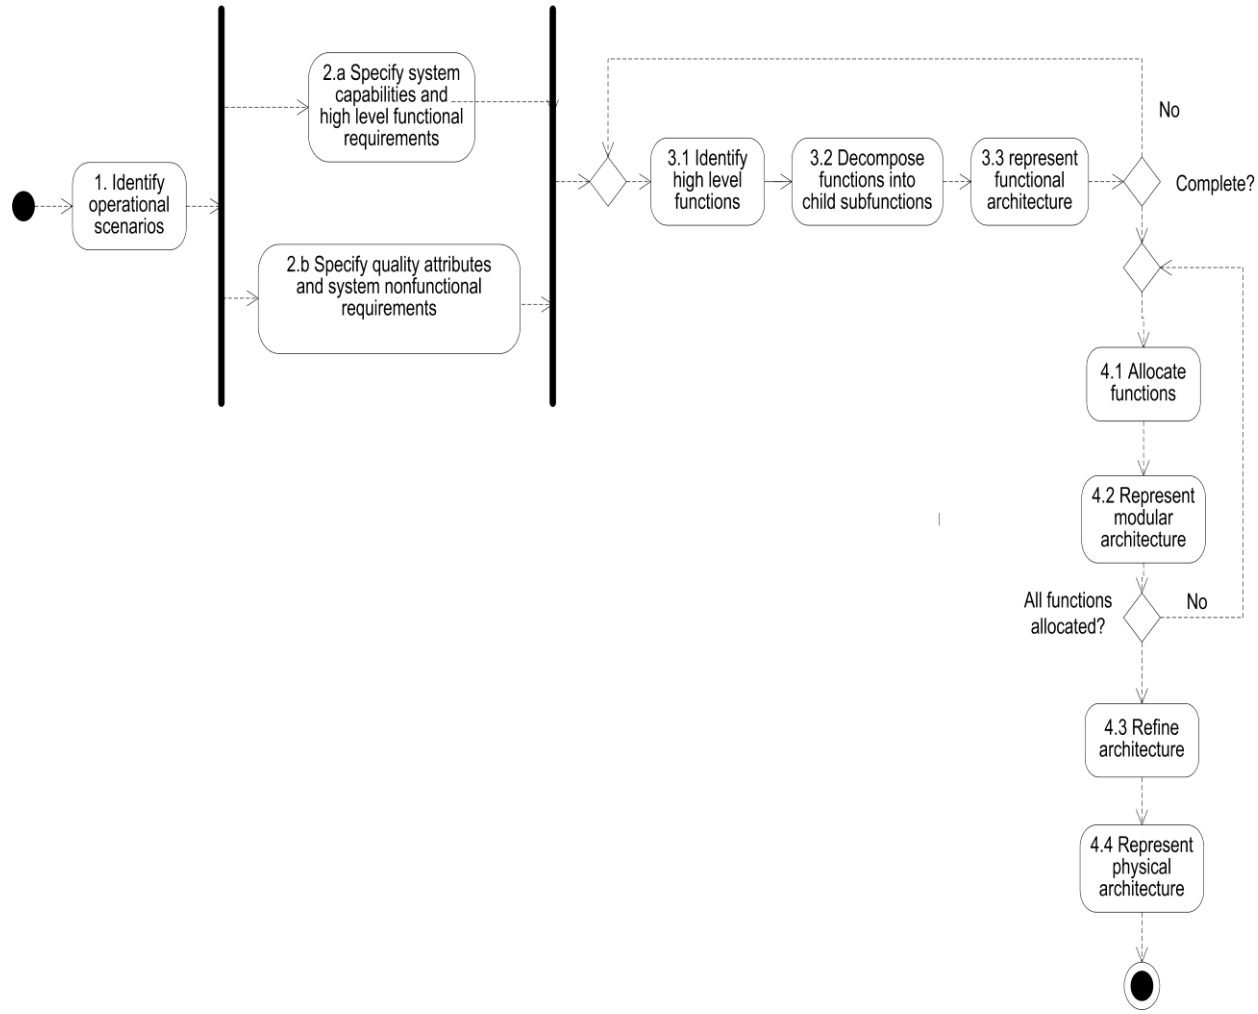 1. Identify
operational
scenarios
2.a Specify system
capabilities and
high level functional
requirements
2.b Specify quality attributes
and system nonfunctional
requirements
3.1 Identify
high level
functions
3.2 Decompose
functions into
child subfunctions
3.3 represent
functional
architecture
No
Complete?
4.1 Allocate
functions
4.2 Represent
modular
architecture
All functions
allocated?
No
4.3 Refine
architecture
4.4 Represent
physical
architecture